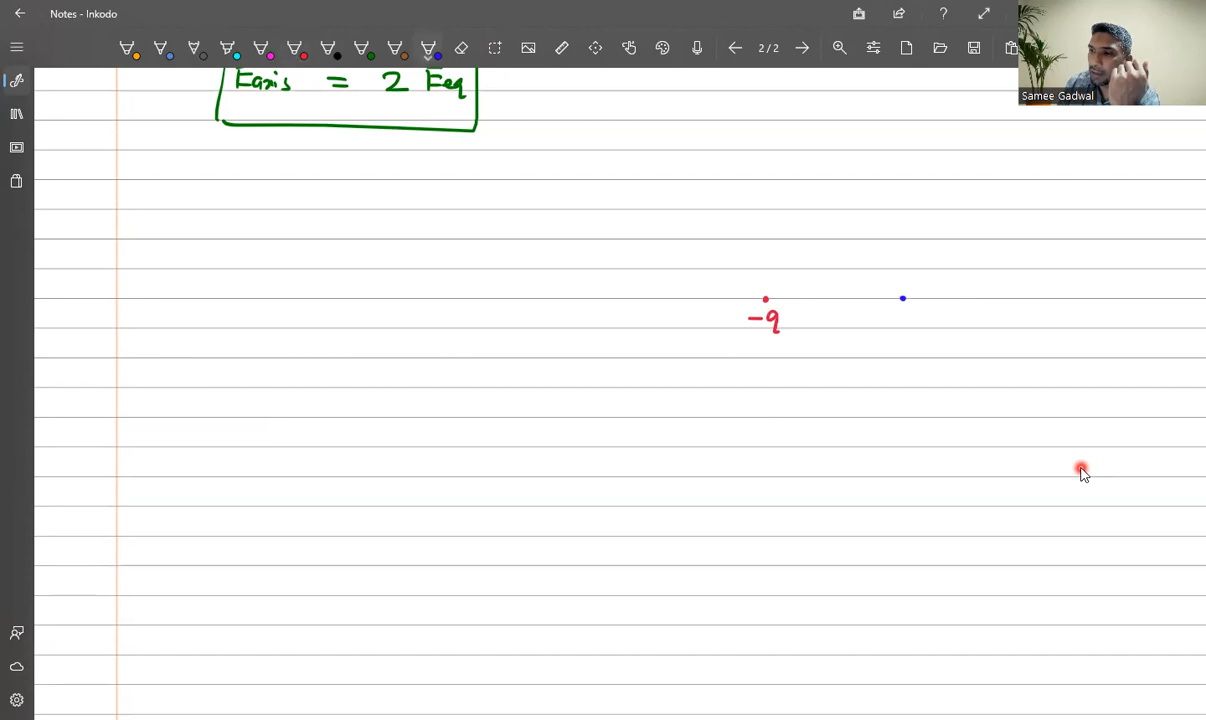 Notes - Inkodo
2 / 2
Samee Gadwal
Eaxis = 2 Eeq
-q